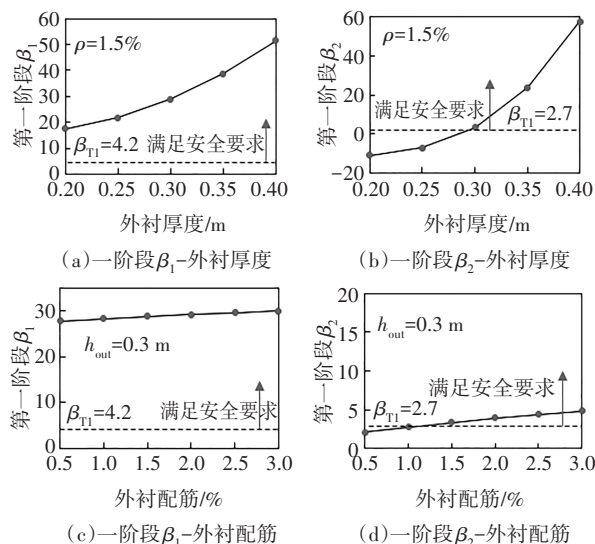 第一阶段β₁
60
50
40
30
20
10
0
ρ=1.5%
β_T1=4.2 满足安全要求
0.20 0.25 0.30 0.35 0.40
外衬厚度/m
(a)一阶段β₁-外衬厚度
第一阶段β₂
60
40
20
0
-20
ρ=1.5%
满足安全要求
β_T1=2.7
0.20 0.25 0.30 0.35 0.40
外衬厚度/m
(b)一阶段β₂-外衬厚度
第一阶段β₁
30
20
10
0
h_out=0.3 m
满足安全要求
β_T1=4.2
0.5 1.0 1.5 2.0 2.5 3.0
外衬配筋/%
(c)一阶段β₁-外衬配筋
第一阶段β₂
20
15
10
5
0
h_out=0.3 m
满足安全要求
β_T1=2.7
0.5 1.0 1.5 2.0 2.5 3.0
外衬配筋/%
(d)一阶段β₂-外衬配筋